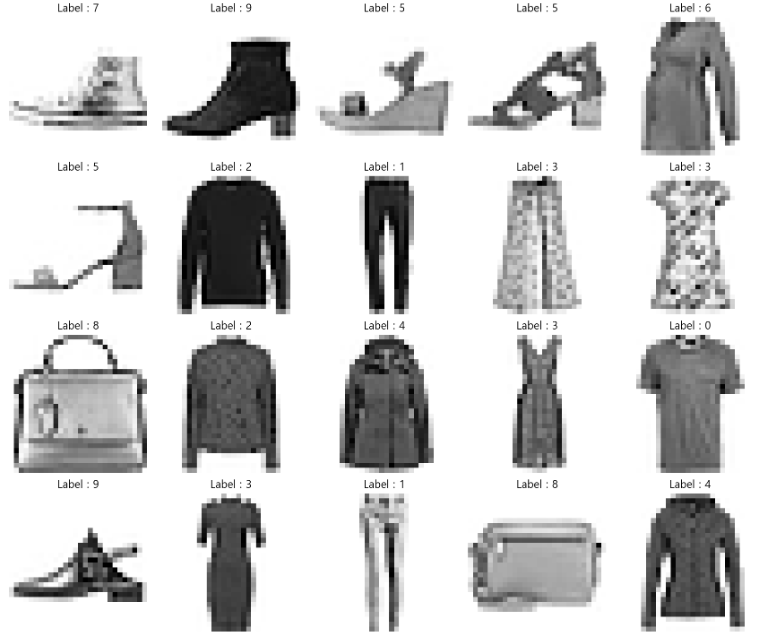 Label : 7
Label : 9
Label : 5
Label : 5
Label : 6
Label : 5
Label : 2
Label : 1
Label : 3
Label : 3
Label : 8
Label : 2
Label : 4
Label : 3
Label : 0
Label : 9
Label : 3
Label : 1
Label : 8
Label : 4